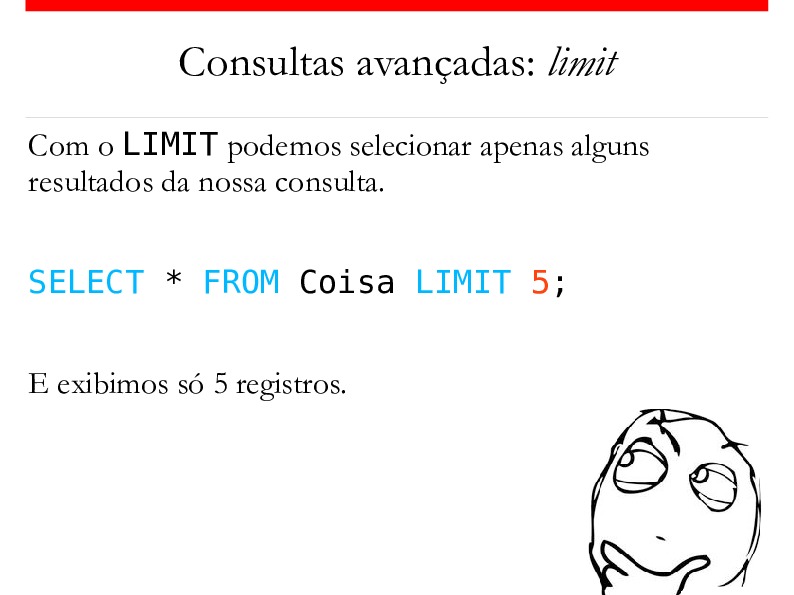 Consultas avançadas: limit
Com o LIMIT podemos selecionar apenas alguns
resultados da nossa consulta.
SELECT * FROM Coisa LIMIT 5;
E exibimos só 5 registros.